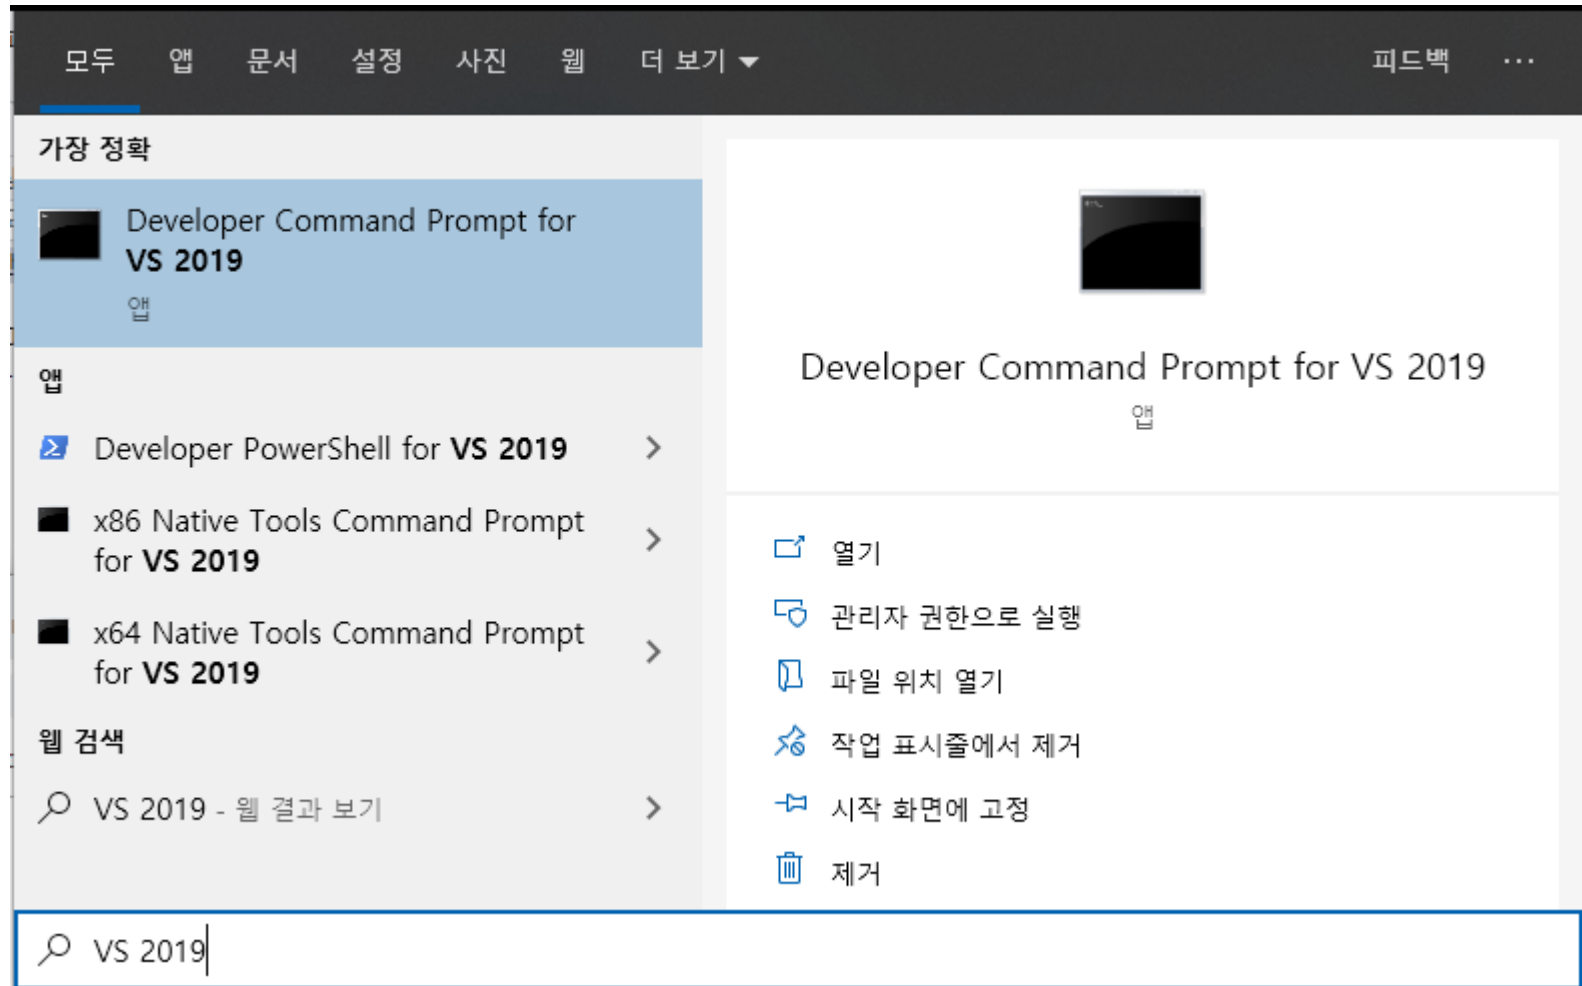 모두 앱 문서 설정 사진 웹 더 보기 피드백 ...
가장 정확
Developer Command Prompt for
VS 2019
앱
앱
Developer PowerShell for VS 2019
x86 Native Tools Command Prompt
for VS 2019
x64 Native Tools Command Prompt
for VS 2019
웹 검색
VS 2019 - 웹 결과 보기
Developer Command Prompt for VS 2019
앱
열기
관리자 권한으로 실행
파일 위치 열기
작업 표시줄에서 제거
시작 화면에 고정
제거
VS 2019